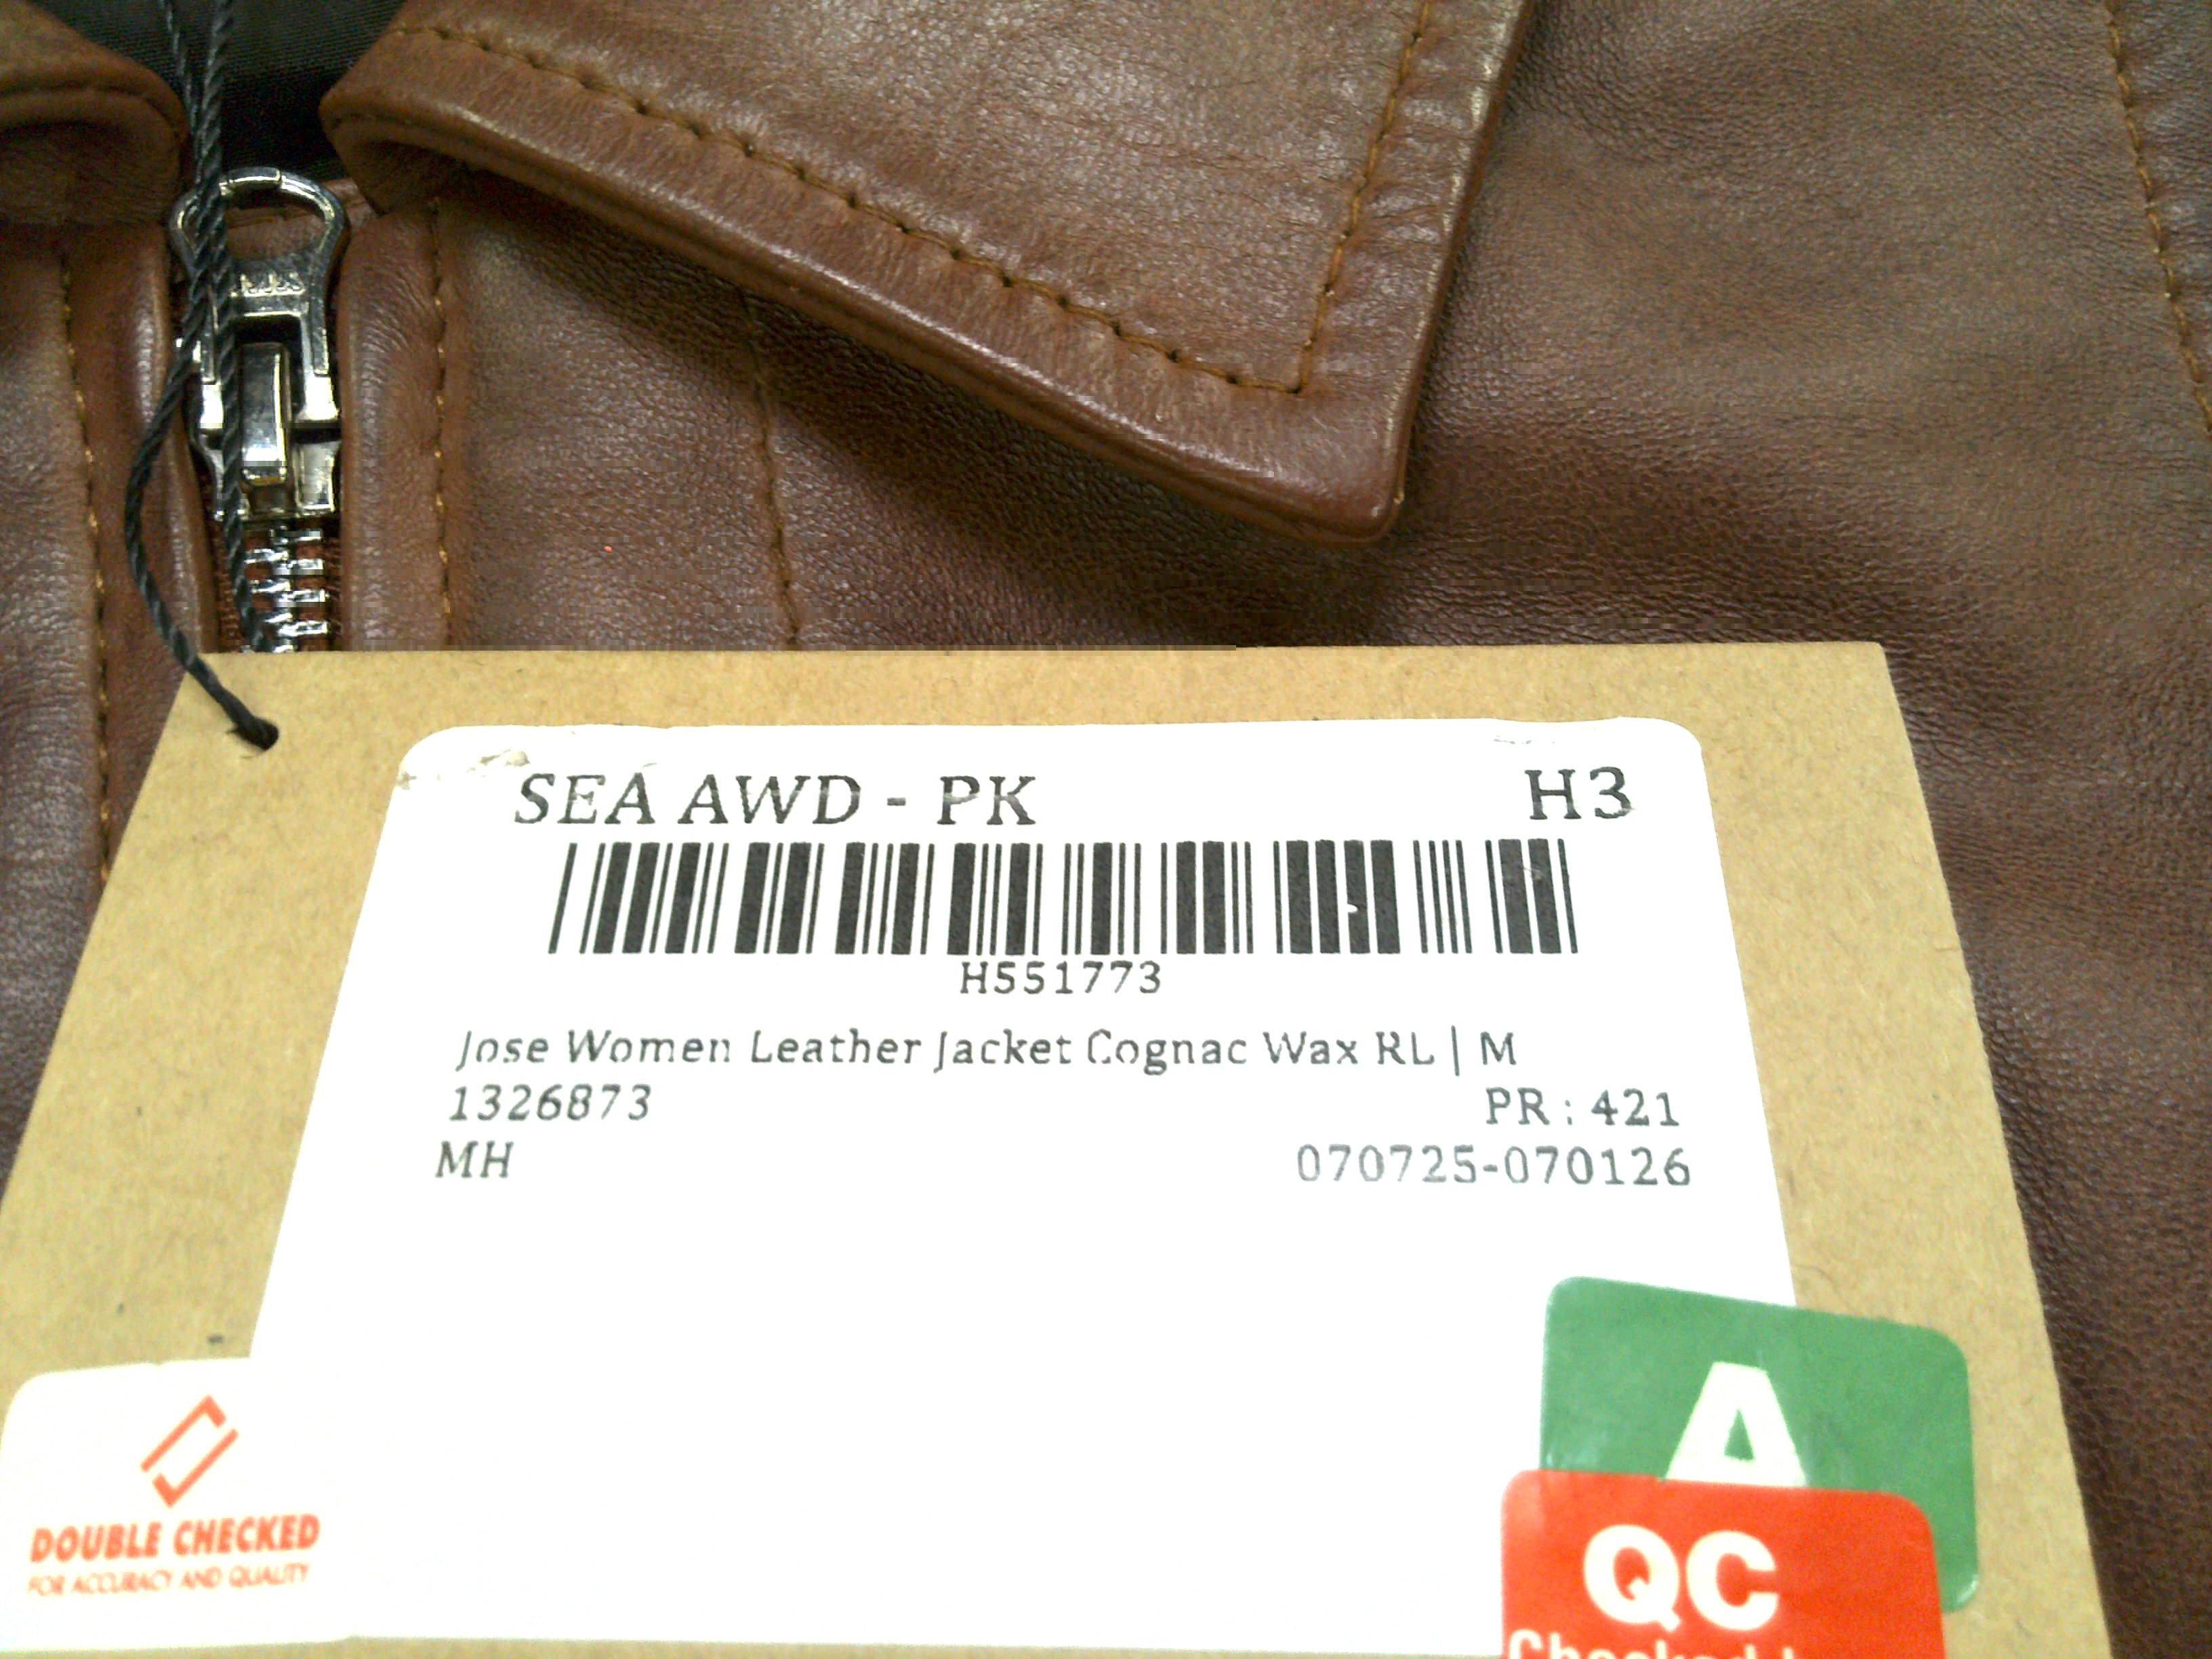 SEA AWD - PK H3
H551773
Jose Women Leather Jacket Cognac Wax RL | M
1326873 PR : 421
MH 070725-070126
A
DOUBLE CHECKED
FOR ACCURACY AND QUALITY
QC
Checked